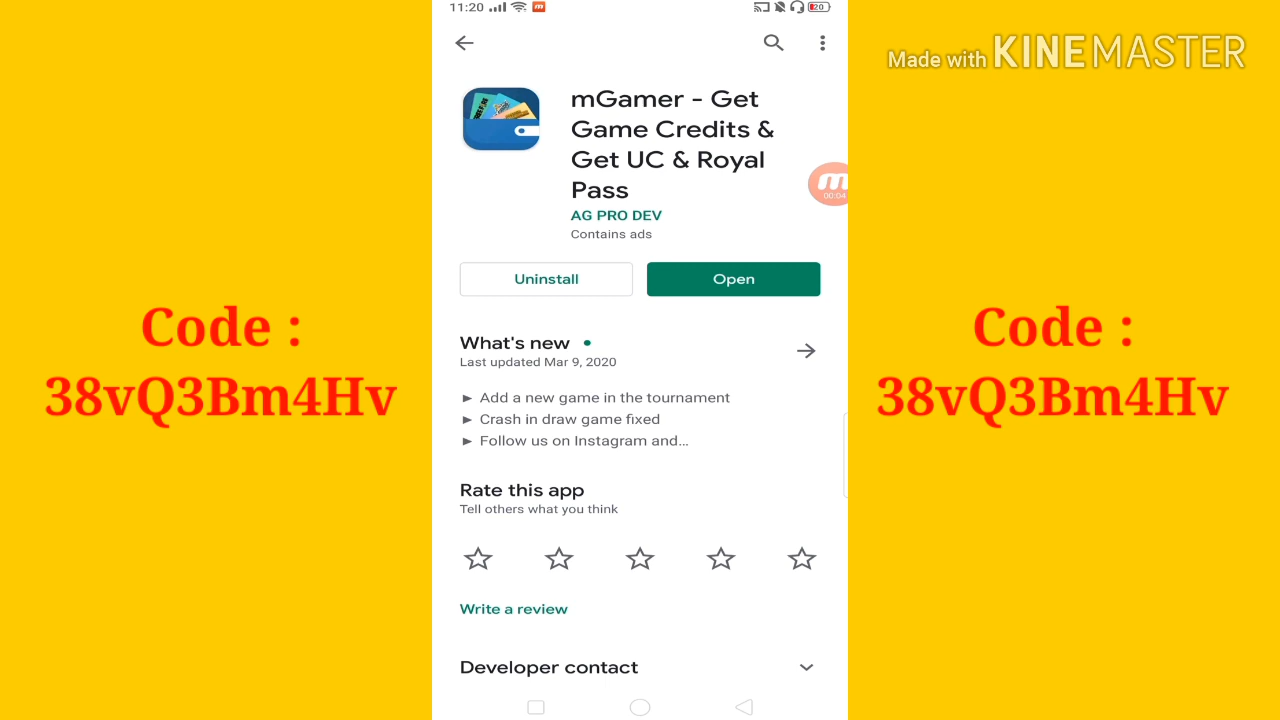 11:20
20
Made with KINEMASTER
mGamer - Get
Game Credits &
Get UC & Royal
Pass
00:04
AG PRO DEV
Contains ads
Uninstall
Open
Code :
38vQ3Bm4Hv
Code :
38vQ3Bm4Hv
What's new
Last updated Mar 9, 2020
► Add a new game in the tournament
► Crash in draw game fixed
► Follow us on Instagram and...
Rate this app
Tell others what you think
Write a review
Developer contact